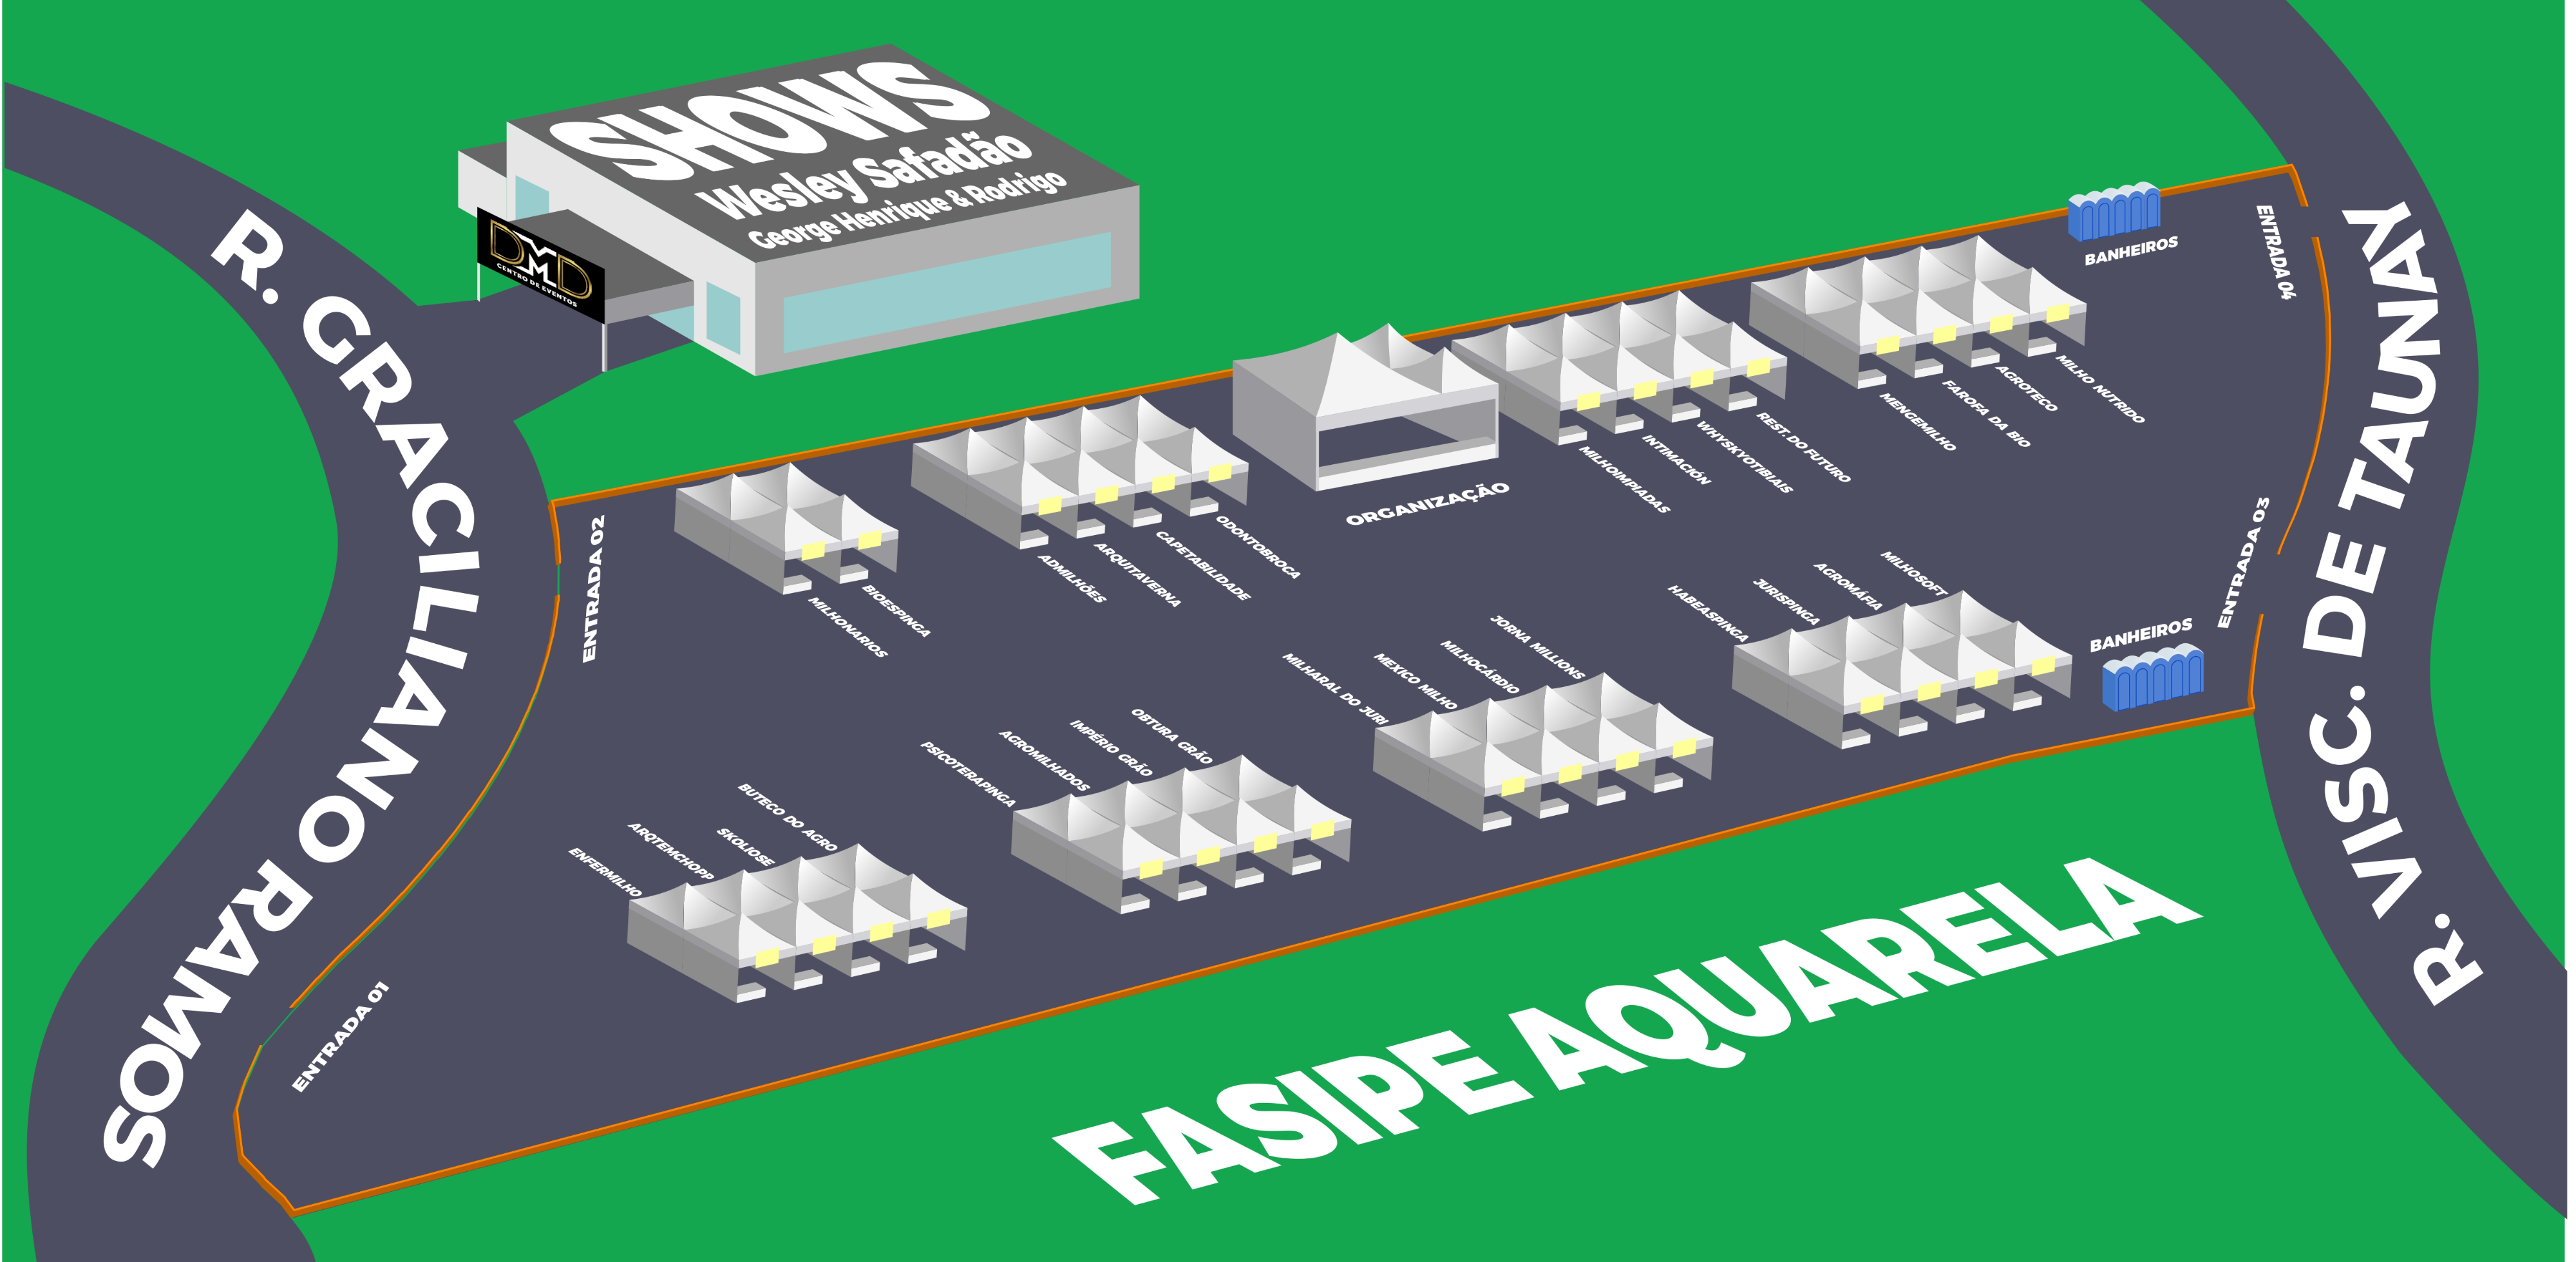 SHOWS
Wesley Safadão
George Henrique & Rodrigo
DMD
CENTRO DE EVENTOS
R. GRACILIANO RAMOS
R. VISC. DE TAUNAY
BANHEIROS
ENTRADA 04
MENGEMILHO
FAROFA DA BIO
AGROTECO
MILHO NUTRIDO
MILHOIMPIADAS
INTIMACIÓN
WHYSKYOTIBIAIS
REST. DO FUTURO
ORGANIZAÇÃO
ADMILHÕES
ARQUITAVERNA
CAPETABILIDADE
ODONTOBROCA
ENTRADA 02
MILHONARIOS
BIOESPINGA
ENTRADA 03
BANHEIROS
HABEASPINGA
JURISPINGA
AGROMÁFIA
MILHOSOFT
MILHARAL DO JURI
MEXICO MILHO
MILHOCÁRDIO
JORNA MILLIONS
PSICOTERAPINGA
AGROMILHADOS
IMPÉRIO GRÃO
OBTURA GRÃO
ENFERMILHO
ARQTEMCHOPP
SKOLIOSE
BUTECO DO AGRO
ENTRADA 01
FASIPE AQUARELA